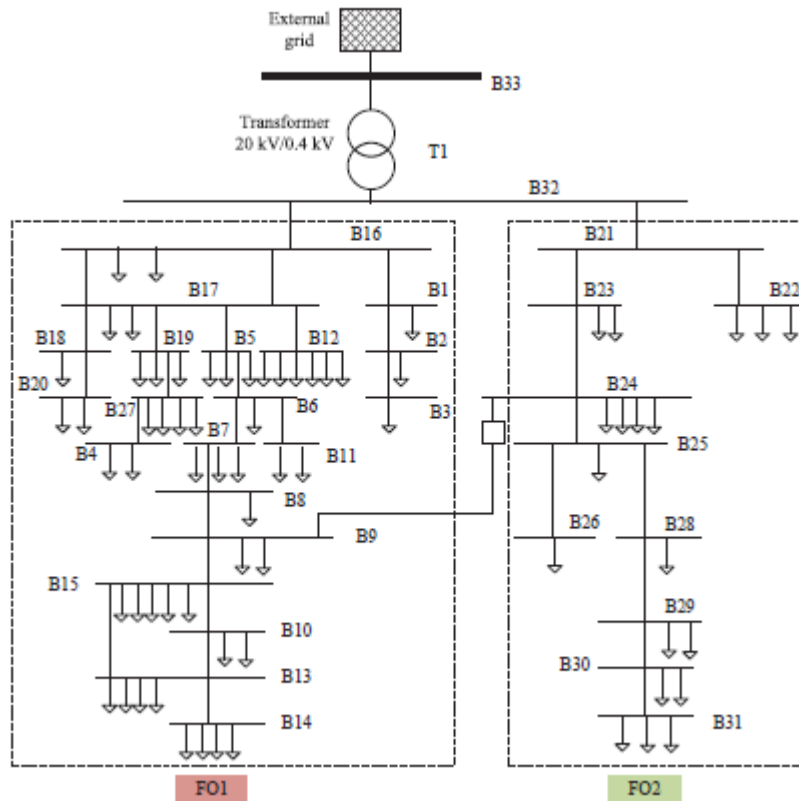 External
grid
B33
Transformer
20 kV/0.4 kV
T1
B32
B16
B21
B17
B1
B23
B22
B18
B19
B5
B12
B2
B20
B27
B6
B3
B24
B4
B7
B11
B25
B8
B9
B26
B28
B15
B10
B29
B13
B30
B14
B31
FO1
FO2